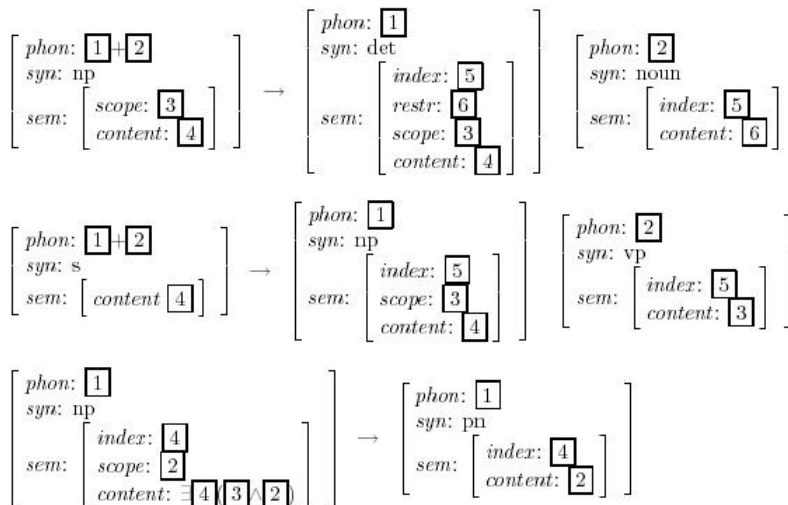 phon: 1+2
syn: np
sem: scope: 3
content: 4
→
phon: 1
syn: det
sem: index: 5
restr: 6
scope: 3
content: 4
phon: 2
syn: noun
sem: index: 5
content: 6
phon: 1+2
syn: s
sem: content 4
→
phon: 1
syn: np
sem: index: 5
scope: 3
content: 4
phon: 2
syn: vp
sem: index: 5
content: 3
phon: 1
syn: np
sem: index: 4
scope: 2
content: ∃4(3∧2)
→
phon: 1
syn: pn
sem: index: 4
content: 2